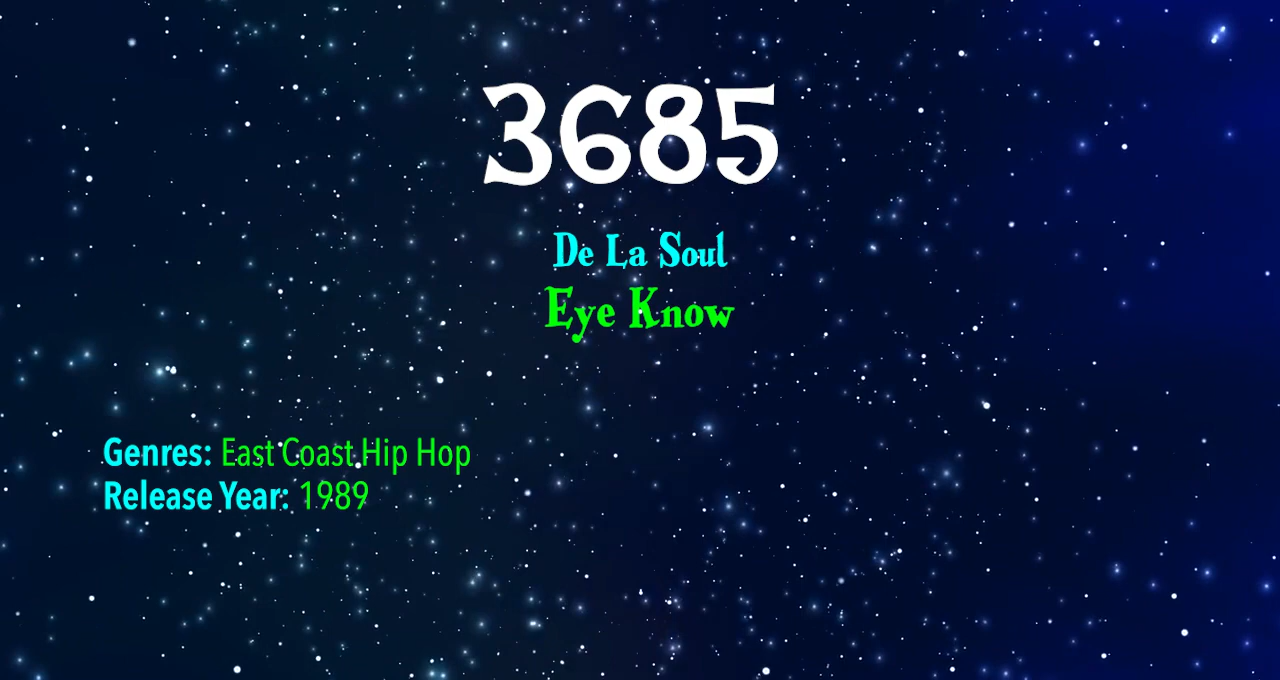 3685
De La Soul
Eye Know
Genres: East Coast Hip Hop
Release Year: 1989